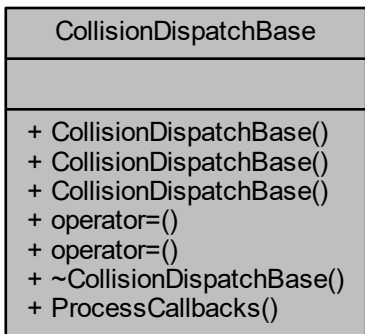 CollisionDispatchBase
+ CollisionDispatchBase()
+ CollisionDispatchBase()
+ CollisionDispatchBase()
+ operator=()
+ operator=()
+ ~CollisionDispatchBase()
+ ProcessCallbacks()